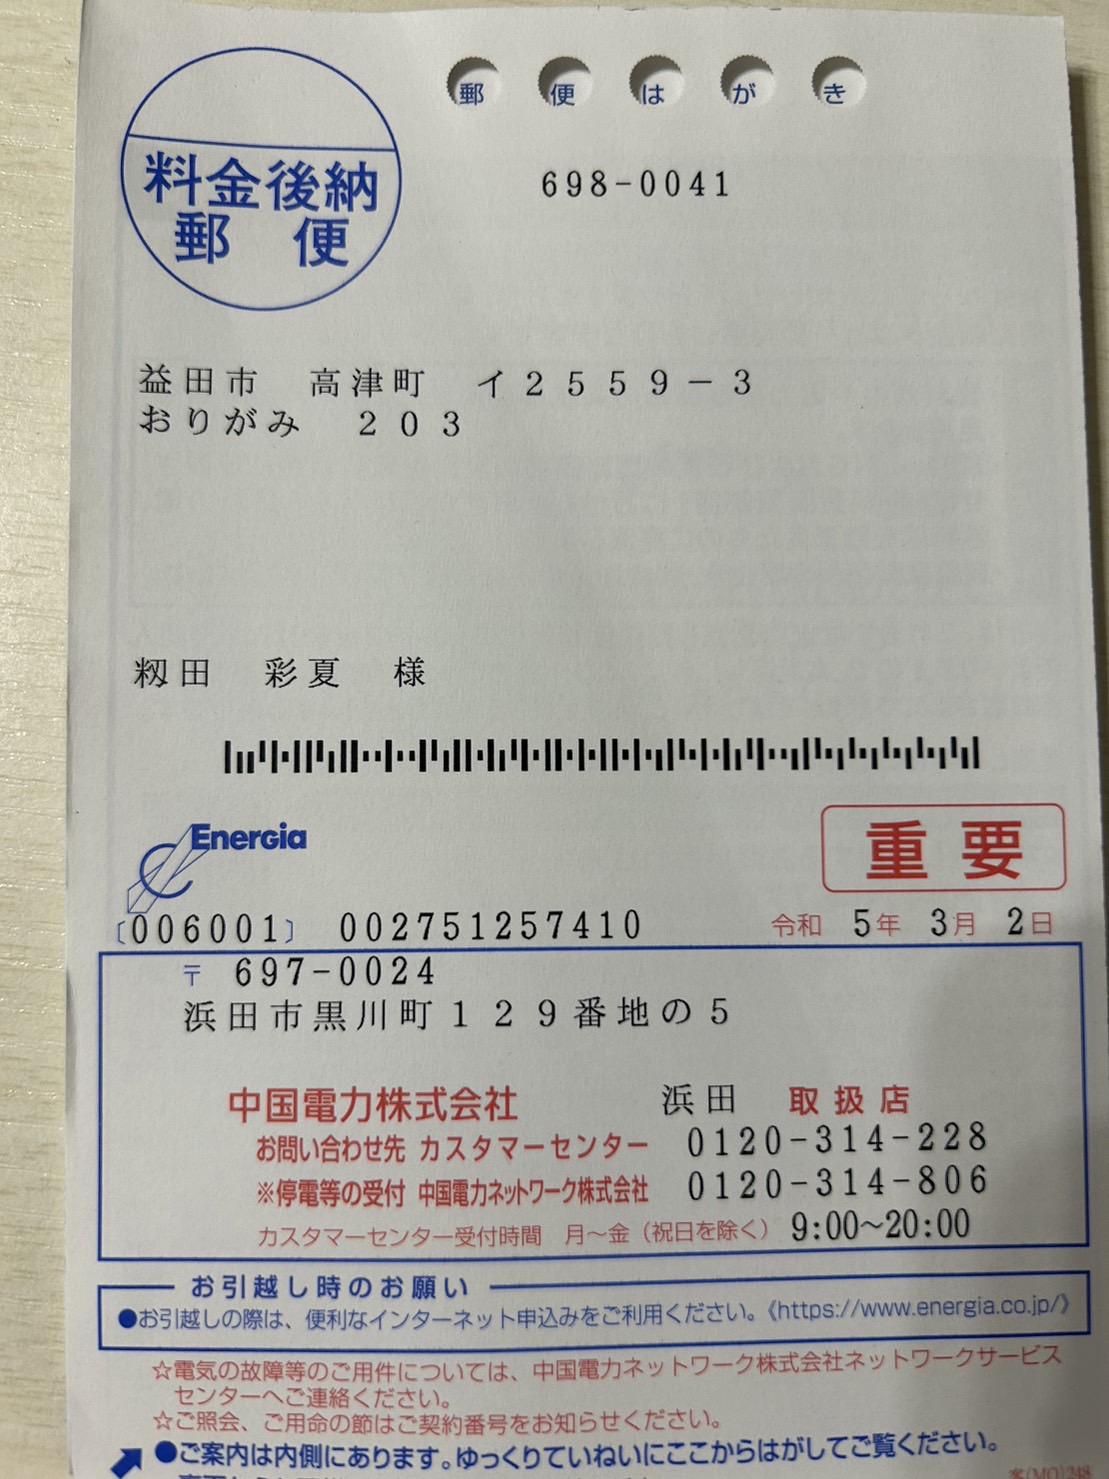 郵便はがき
料金後納
郵便
698-0041
益田市　高津町　イ２５５９－３
おりがみ　２０３
籾田　彩夏　様
Energia
重要
〔006001〕 002751257410
令和 5年 3月 2日
〒 697-0024
浜田市黒川町１２９番地の５
中国電力株式会社 浜田 取扱店
お問い合わせ先 カスタマーセンター 0120-314-228
※停電等の受付 中国電力ネットワーク株式会社 0120-314-806
カスタマーセンター受付時間 月～金（祝日を除く） 9:00~20:00
お引越し時のお願い
●お引越しの際は、便利なインターネット申込みをご利用ください。《https://www.energia.co.jp/》
☆電気の故障等のご用件については、中国電力ネットワーク株式会社ネットワークサービス
センターへご連絡ください。
☆ご照会、ご用命の節はご契約番号をお知らせください。
●ご案内は内側にあります。ゆっくりていねいにここからはがしてご覧ください。